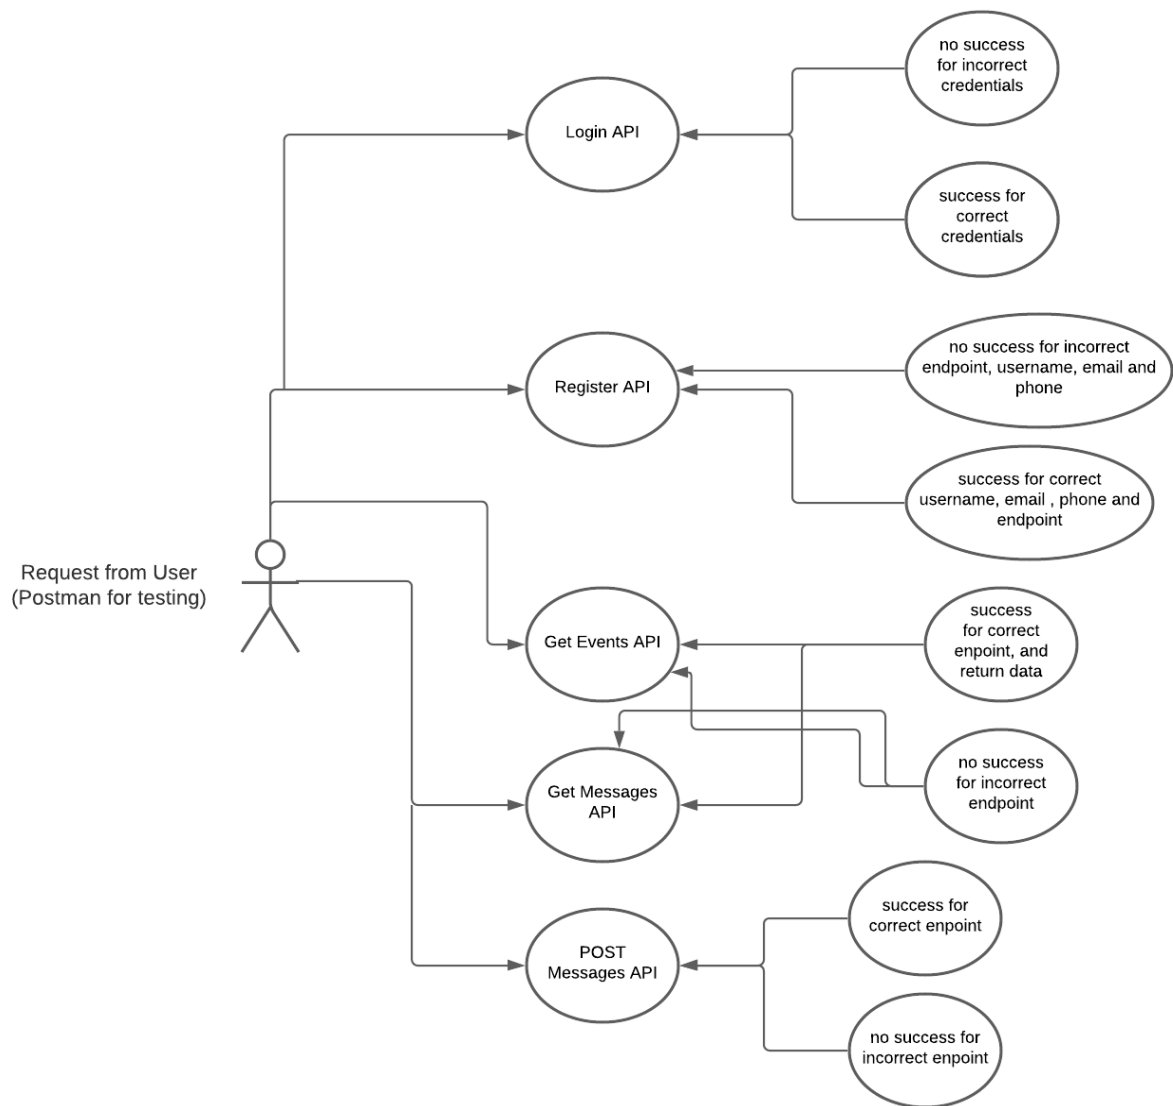 no success
for incorrect
credentials
Login API
success for
correct
credentials
no success for incorrect
endpoint, username, email and
phone
Register API
success for correct
username, email , phone and
endpoint
Request from User
(Postman for testing)
Get Events API
success
for correct
enpoint, and
return data
no success
for incorrect
endpoint
Get Messages
API
success for
correct enpoint
POST
Messages API
no success for
incorrect enpoint